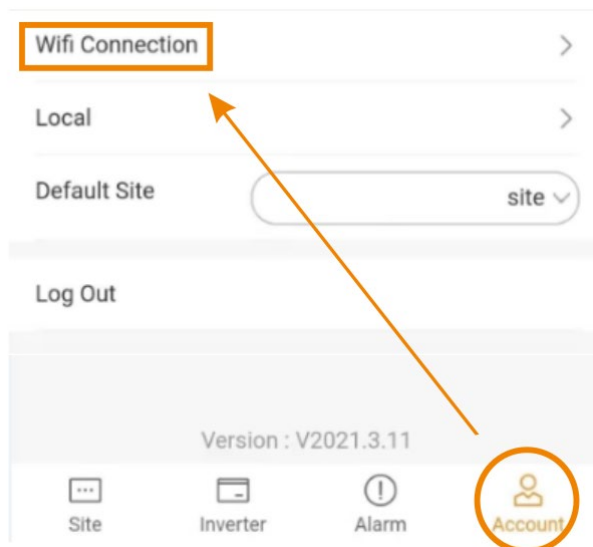 Wifi Connection
Local
Default Site
site
Log Out
Version : V2021.3.11
Site
Inverter
Alarm
Account